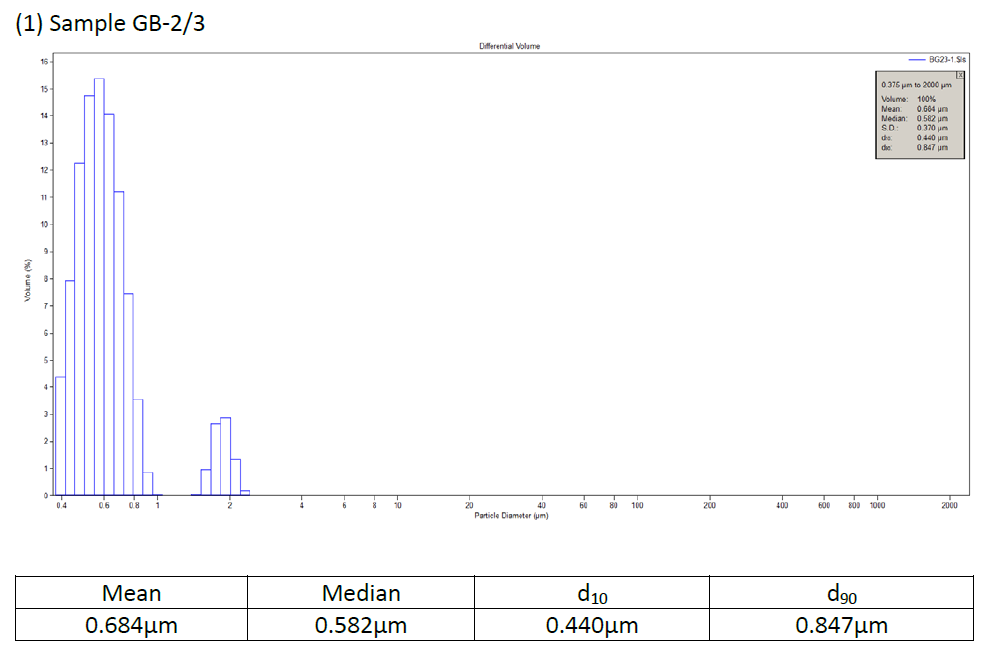 (1) Sample GB-2/3
Differential Volume
BG23-1.$ls
0.375 µm to 2000 µm
Volume: 100%
Mean: 0.684 µm
Median: 0.582 µm
S.D.: 0.370 µm
d₁₀: 0.440 µm
d₉₀: 0.847 µm
Volume (%)
16
15
14
13
12
11
10
9
8
7
6
5
4
3
2
1
0
0.4 0.6 0.8 1 2 4 6 8 10 20 40 60 80 100 200 400 600 800 1000 2000
Particle Diameter (µm)
Mean Median d₁₀ d₉₀
0.684µm 0.582µm 0.440µm 0.847µm